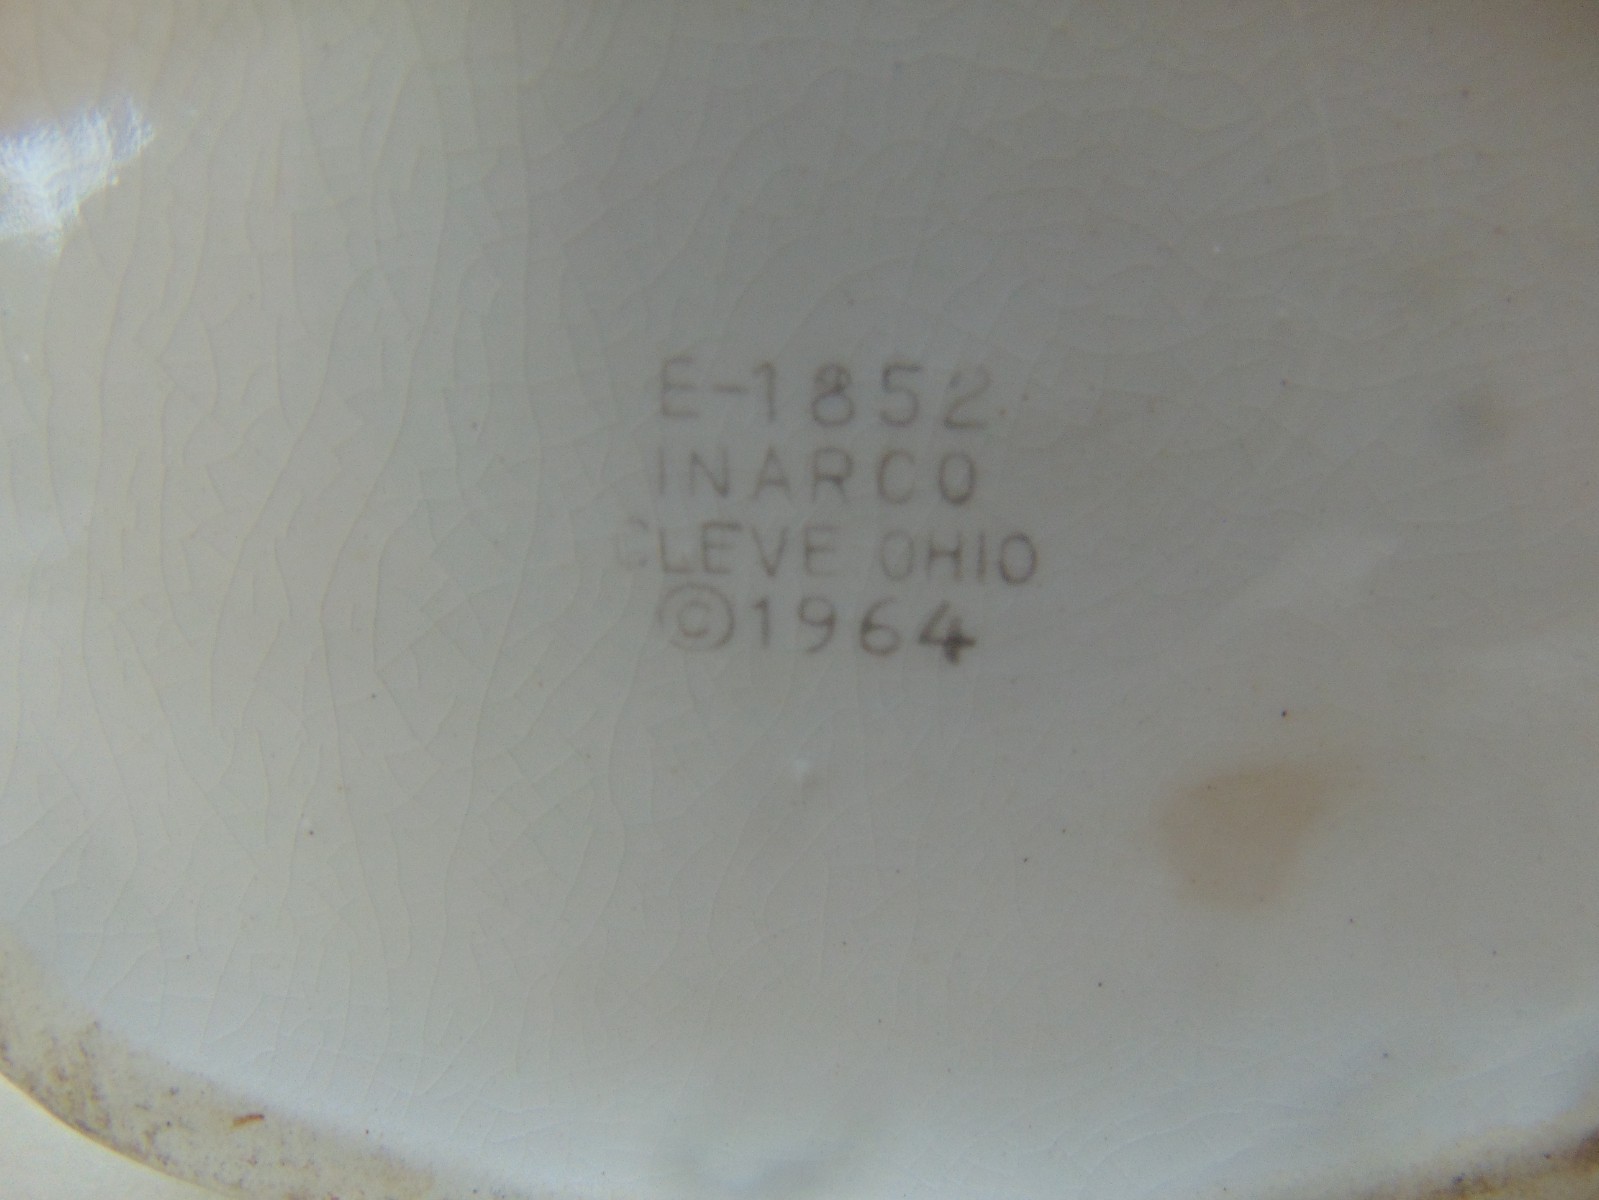 E-1852
INARCO
CLEVE OHIO
©1964